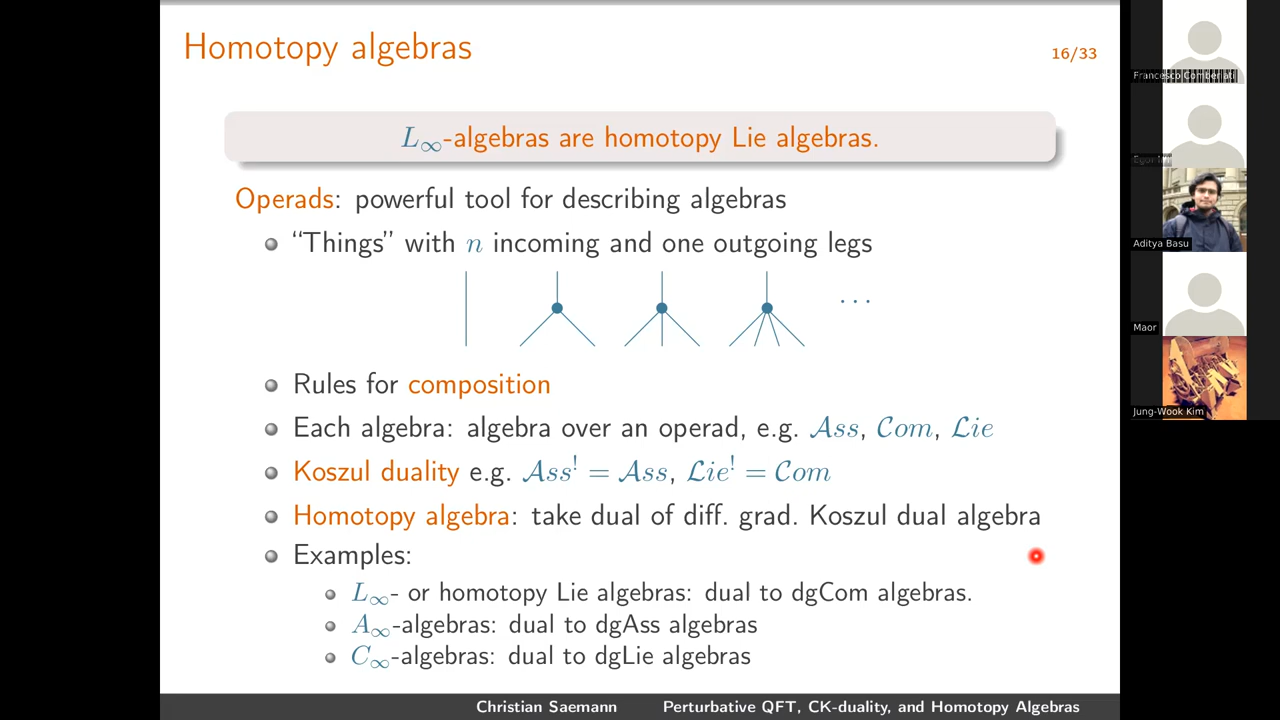 Homotopy algebras
16/33
L∞-algebras are homotopy Lie algebras.
Operads: powerful tool for describing algebras
“Things” with n incoming and one outgoing legs
· · ·
Rules for composition
Each algebra: algebra over an operad, e.g. 𝒜ss, 𝒞om, ℒie
Koszul duality e.g. 𝒜ss! = 𝒜ss, ℒie! = 𝒞om
Homotopy algebra: take dual of diff. grad. Koszul dual algebra
Examples:
L∞- or homotopy Lie algebras: dual to dgCom algebras.
A∞-algebras: dual to dgAss algebras
C∞-algebras: dual to dgLie algebras
Christian Saemann Perturbative QFT, CK-duality, and Homotopy Algebras
Francesco Comberiati
Aditya Basu
Maor
Jung-Wook Kim